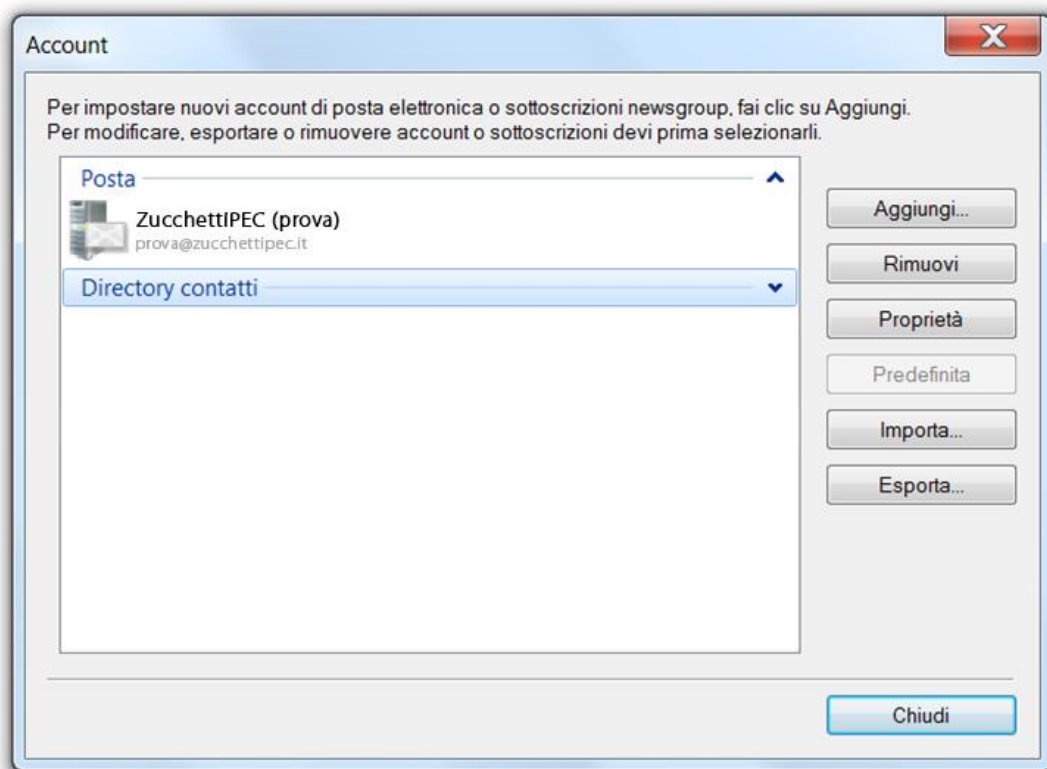 Account
Per impostare nuovi account di posta elettronica o sottoscrizioni newsgroup, fai clic su Aggiungi.
Per modificare, esportare o rimuovere account o sottoscrizioni devi prima selezionarli.
Posta
ZucchettIPEC (prova)
prova@zucchettipec.it
Directory contatti
Aggiungi...
Rimuovi
Proprietà
Predefinita
Importa...
Esporta...
Chiudi